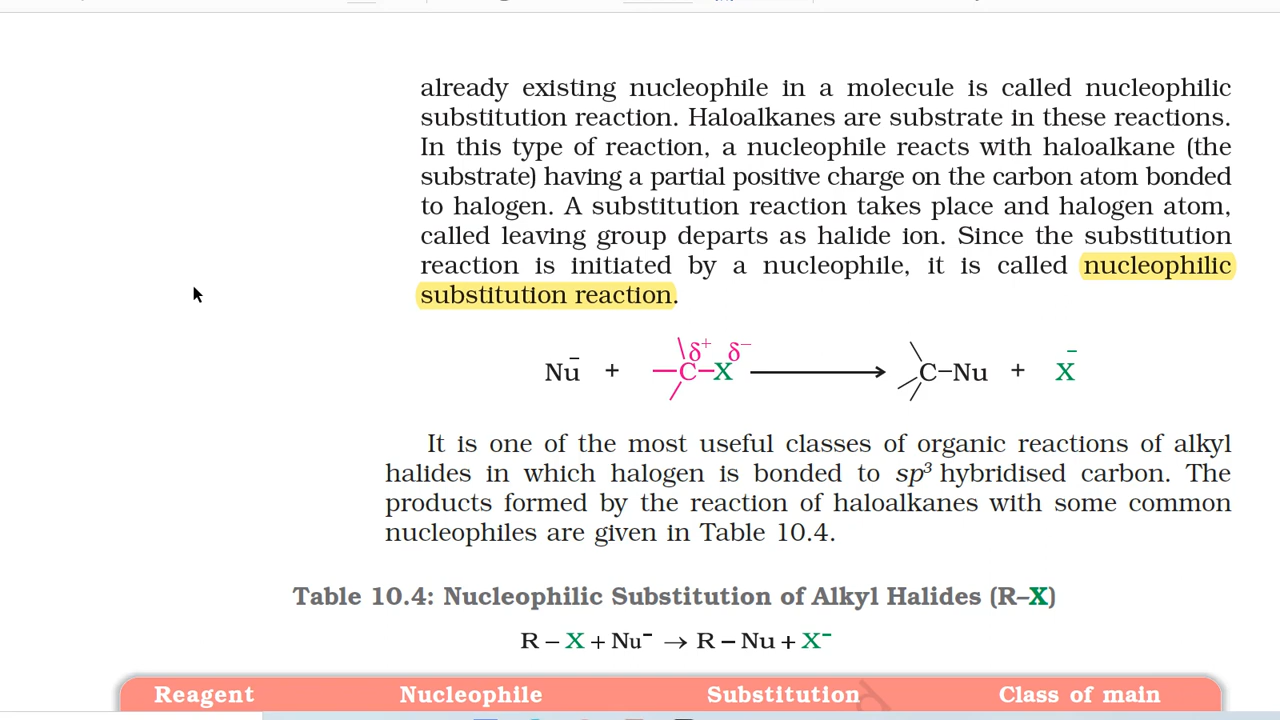 already existing nucleophile in a molecule is called nucleophilic
substitution reaction. Haloalkanes are substrate in these reactions.
In this type of reaction, a nucleophile reacts with haloalkane (the
substrate) having a partial positive charge on the carbon atom bonded
to halogen. A substitution reaction takes place and halogen atom,
called leaving group departs as halide ion. Since the substitution
reaction is initiated by a nucleophile, it is called nucleophilic
substitution reaction.
Nu⁻ + C–X δ⁺ δ⁻ → C–Nu + X⁻
It is one of the most useful classes of organic reactions of alkyl
halides in which halogen is bonded to sp³ hybridised carbon. The
products formed by the reaction of haloalkanes with some common
nucleophiles are given in Table 10.4.
Table 10.4: Nucleophilic Substitution of Alkyl Halides (R–X)
R – X + Nu⁻ → R – Nu + X⁻
Reagent Nucleophile Substitution Class of main